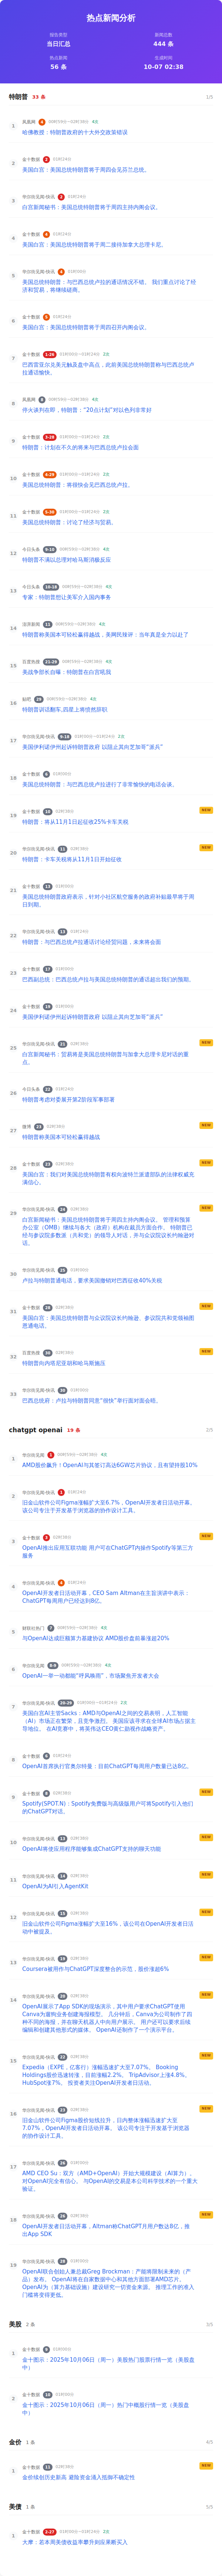 热点新闻分析
报告类型
当日汇总
新闻总数
444 条
热点新闻
56 条
生成时间
10-07 02:38
特朗普 33 条 1/5
1 凤凰网
哈佛教授：特朗普政府的十大外交政策错误
2 金十数据
美国白宫：美国总统特朗普将于周四会见芬兰总统。
3 华尔街见闻-快讯
白宫新闻秘书：美国总统特朗普将于周四主持内阁会议。
4 金十数据
美国白宫：美国总统特朗普将于周二接待加拿大总理卡尼。
5 华尔街见闻-快讯
美国总统特朗普：与巴西总统卢拉的通话情况不错。 我们重点讨论了经济和贸易，将继续磋商。
6 金十数据
美国白宫：美国总统特朗普将于周四召开内阁会议。
7 金十数据
巴西雷亚尔兑美元触及盘中高点，此前美国总统特朗普称与巴西总统卢拉通话愉快。
8 凤凰网
停火谈判在即，特朗普：“20点计划”对以色列非常好
9 金十数据
特朗普：计划在不久的将来与巴西总统卢拉会面
10 金十数据
美国总统特朗普：将很快会见巴西总统卢拉。
11 金十数据
美国总统特朗普：讨论了经济与贸易。
12 今日头条
特朗普不满以总理对哈马斯消极反应
13 今日头条
专家：特朗普想让美军介入国内事务
14 澎湃新闻
特朗普称美国本可轻松赢得越战，美网民辣评：当年真是全力以赴了
15 百度热搜
美战争部长自曝：特朗普在白宫吼我
16 贴吧
特朗普训话翻车,四星上将愤然辞职
17 华尔街见闻-快讯
美国伊利诺伊州起诉特朗普政府 以阻止其向芝加哥“派兵”
18 金十数据
美国总统特朗普：与巴西总统卢拉进行了非常愉快的电话会谈。
19 金十数据 NEW
特朗普：将从11月1日起征收25%卡车关税
20 华尔街见闻-快讯 NEW
特朗普：卡车关税将从11月1日开始征收
21 金十数据
美国总统特朗普政府表示，针对小社区航空服务的政府补贴最早将于周日到期。
22 华尔街见闻-快讯
特朗普：与巴西总统卢拉通话讨论经贸问题，未来将会面
23 金十数据
巴西副总统：巴西总统卢拉与美国总统特朗普的通话超出我们的预期。
24 金十数据
美国伊利诺伊州起诉特朗普政府 以阻止其向芝加哥“派兵”
25 华尔街见闻-快讯 NEW
白宫新闻秘书：贸易将是美国总统特朗普与加拿大总理卡尼对话的重点。
26 今日头条
特朗普考虑对委展开第2阶段军事部署
27 微博 NEW
特朗普称美国本可轻松赢得越战
28 金十数据 NEW
美国白宫：我们对美国总统特朗普有权向波特兰派遣部队的法律权威充满信心。
29 华尔街见闻-快讯 NEW
白宫新闻秘书：美国总统特朗普将于周四主持内阁会议。 管理和预算办公室（OMB）继续与各大（政府）机构在裁员方面合作。 特朗普已经与参议院多数派（共和党）的领导人对话，并与众议院议长约翰逊对话。
30 华尔街见闻-快讯
卢拉与特朗普通电话，要求美国撤销对巴西征收40%关税
31 金十数据 NEW
美国白宫：美国总统特朗普与众议院议长约翰逊、参议院共和党领袖图恩通电话。
32 百度热搜 NEW
特朗普向内塔尼亚胡和哈马斯施压
33 华尔街见闻-快讯
巴西总统府：卢拉与特朗普同意“很快”举行面对面会晤。
chatgpt openai 19 条 2/5
1 华尔街见闻
AMD股价飙升！OpenAI与其签订高达6GW芯片协议，且有望持股10%
2 华尔街见闻-快讯
旧金山软件公司Figma涨幅扩大至6.7%，OpenAI开发者日活动开幕。 该公司专注于开发基于浏览器的协作设计工具。
3 金十数据 NEW
OpenAI推出应用互联功能 用户可在ChatGPT内操作Spotify等第三方服务
4 华尔街见闻-快讯
OpenAI开发者日活动开幕，CEO Sam Altman在主旨演讲中表示：ChatGPT每周用户已经达到8亿。
5 财联社热门
与OpenAI达成巨额算力基建协议 AMD股价盘前暴涨超20%
6 华尔街见闻
OpenAI一举一动都能“呼风唤雨”，市场聚焦开发者大会
7 华尔街见闻-快讯
美国白宫AI主管Sacks：AMD与OpenAI之间的交易表明，人工智能（AI）市场正在繁荣，且竞争激烈。 美国应该寻求在全球AI市场占据主导地位。 在AI竞赛中，将英伟达CEO黄仁勋视作战略资产。
8 金十数据
OpenAI首席执行官奥尔特曼：目前ChatGPT每周用户数量已达8亿。
9 金十数据 NEW
Spotify(SPOT.N)：Spotify免费版与高级版用户可将Spotify引入他们的ChatGPT对话。
10 华尔街见闻-快讯 NEW
OpenAI将使应用程序能够集成ChatGPT支持的聊天功能
11 华尔街见闻-快讯 NEW
OpenAI为AI引入AgentKit
12 华尔街见闻-快讯 NEW
旧金山软件公司Figma涨幅扩大至16%，该公司在OpenAI开发者日活动中被提及。
13 华尔街见闻-快讯 NEW
Coursera被用作与ChatGPT深度整合的示范，股价涨超6%
14 华尔街见闻-快讯 NEW
OpenAI展示了App SDK的现场演示，其中用户要求ChatGPT使用Canva为遛狗业务创建海报模型。 几分钟后，Canva为公司制作了四种不同的海报，并在聊天机器人中向用户展示。 用户还可以要求后续编辑和创建其他形式的媒体。 OpenAI还制作了一个演示平台。
15 华尔街见闻-快讯 NEW
Expedia（EXPE，亿客行）涨幅迅速扩大至7.07%。 Booking Holdings股价迅速转涨，目前涨幅2.2%。 TripAdvisor上涨4.8%。 HubSpot涨7%。 投资者关注OpenAI开发者日活动。
16 华尔街见闻-快讯 NEW
旧金山软件公司Figma股价短线拉升，日内整体涨幅迅速扩大至7.07%，OpenAI开发者日活动开幕。 该公司专注于开发基于浏览器的协作设计工具。
17 华尔街见闻-快讯
AMD CEO Su：双方（AMD+OpenAI）开始大规模建设（AI算力），对OpenAI完全有信心。 与OpenAI的交易是本公司科学技术的一个重大验证。
18 华尔街见闻-快讯 NEW
OpenAI开发者日活动开幕，Altman称ChatGPT月用户数达8亿，推出App SDK
19 华尔街见闻-快讯
OpenAI联合创始人兼总裁Greg Brockman：产能将限制未来的（产品）发布。 OpenAI将在自家数据中心和其他方面部署AMD芯片。 OpenAI为（算力基础设施）建设研究一切资金来源。 推理工作的准入门槛将变得更低。
美股 2 条 3/5
1 金十数据
金十图示：2025年10月06日（周一）美股热门股票行情一览（美股盘中）
2 金十数据
金十图示：2025年10月06日（周一）热门中概股行情一览（美股盘中）
金价 1 条 4/5
1 金十数据 NEW
金价续创历史新高 避险资金涌入抵御不确定性
美债 1 条 5/5
1 金十数据
大摩：若本周美债收益率攀升则应果断买入